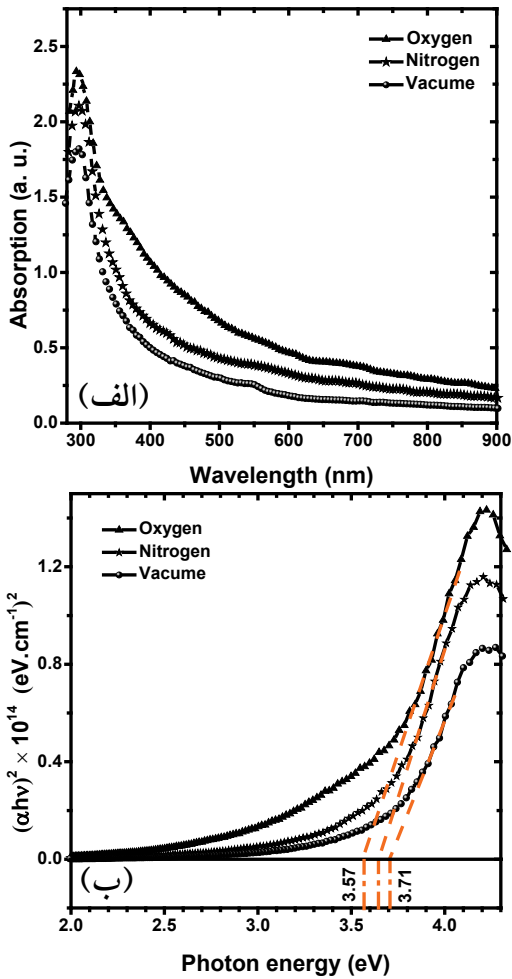 2.5
2.0
1.5
1.0
0.5
0.0
Absorption (a. u.)
Oxygen
Nitrogen
Vacume
(الف)
300 400 500 600 700 800 900
Wavelength (nm)
1.2
0.8
0.4
0.0
(αhν)² × 10¹⁴ (eV.cm⁻¹)²
Oxygen
Nitrogen
Vacume
(ب)
3.57
3.71
2.0 2.5 3.0 3.5 4.0
Photon energy (eV)